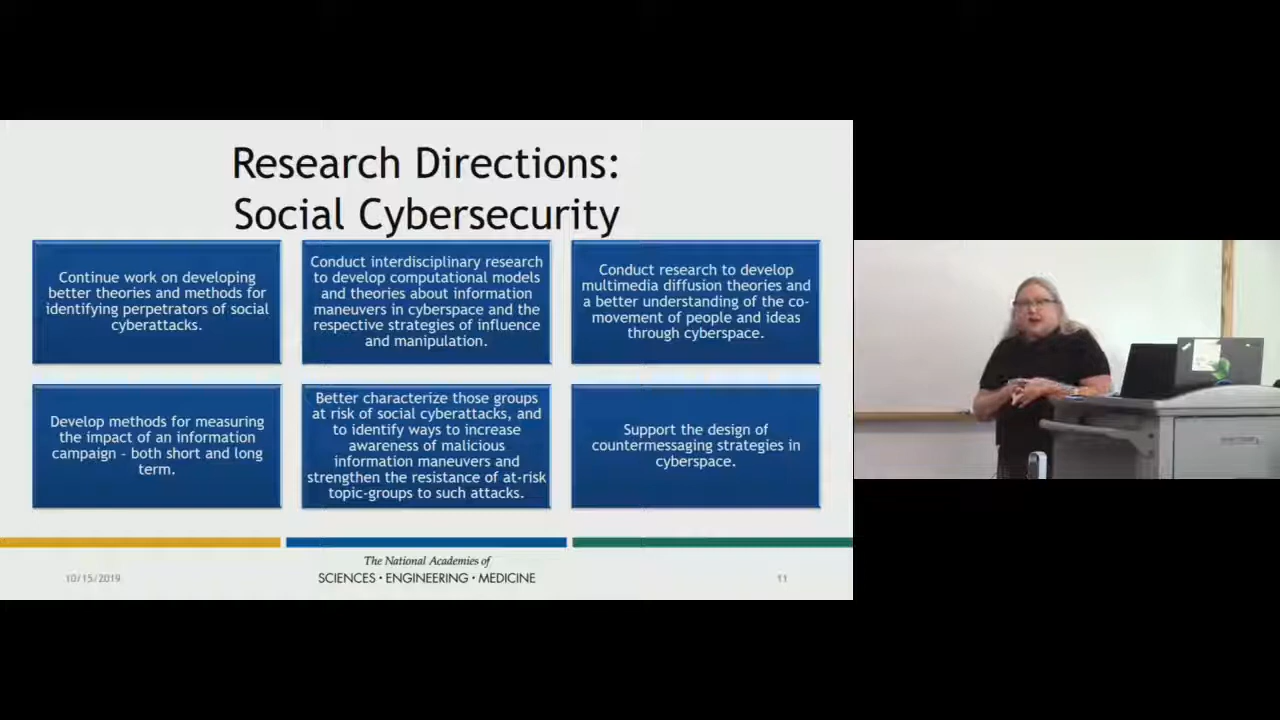 Research Directions:
Social Cybersecurity
Continue work on developing
better theories and methods for
identifying perpetrators of social
cyberattacks.
Conduct interdisciplinary research
to develop computational models
and theories about information
maneuvers in cyberspace and the
respective strategies of influence
and manipulation.
Conduct research to develop
multimedia diffusion theories and
a better understanding of the co-
movement of people and ideas
through cyberspace.
Develop methods for measuring
the impact of an information
campaign - both short and long
term.
Better characterize those groups
at risk of social cyberattacks, and
to identify ways to increase
awareness of malicious
information maneuvers and
strengthen the resistance of at-risk
topic-groups to such attacks.
Support the design of
countermessaging strategies in
cyberspace.
10/15/2019
The National Academies of
SCIENCES · ENGINEERING · MEDICINE
11